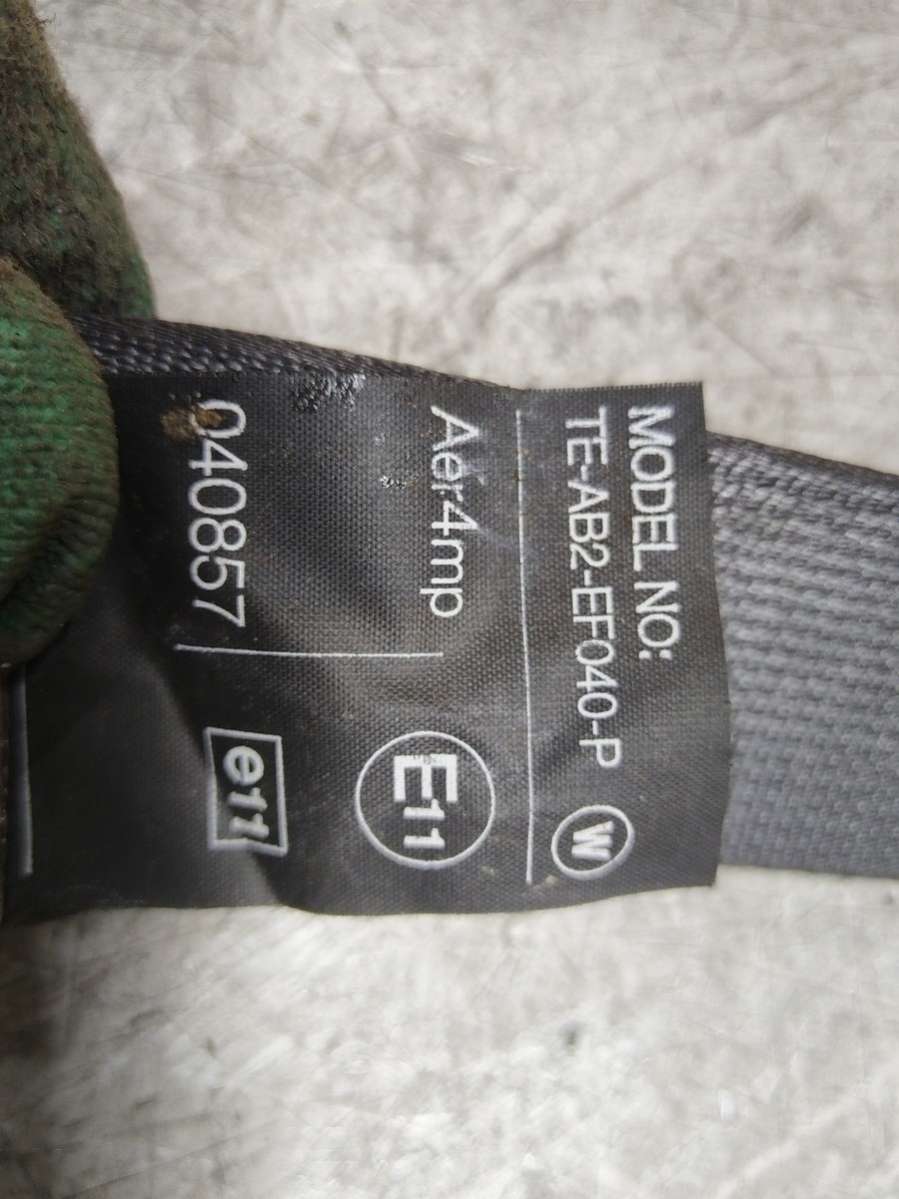 MODEL NO:
TE-AB2-EF040-P
W
Aer4mp
E11
040857
e11